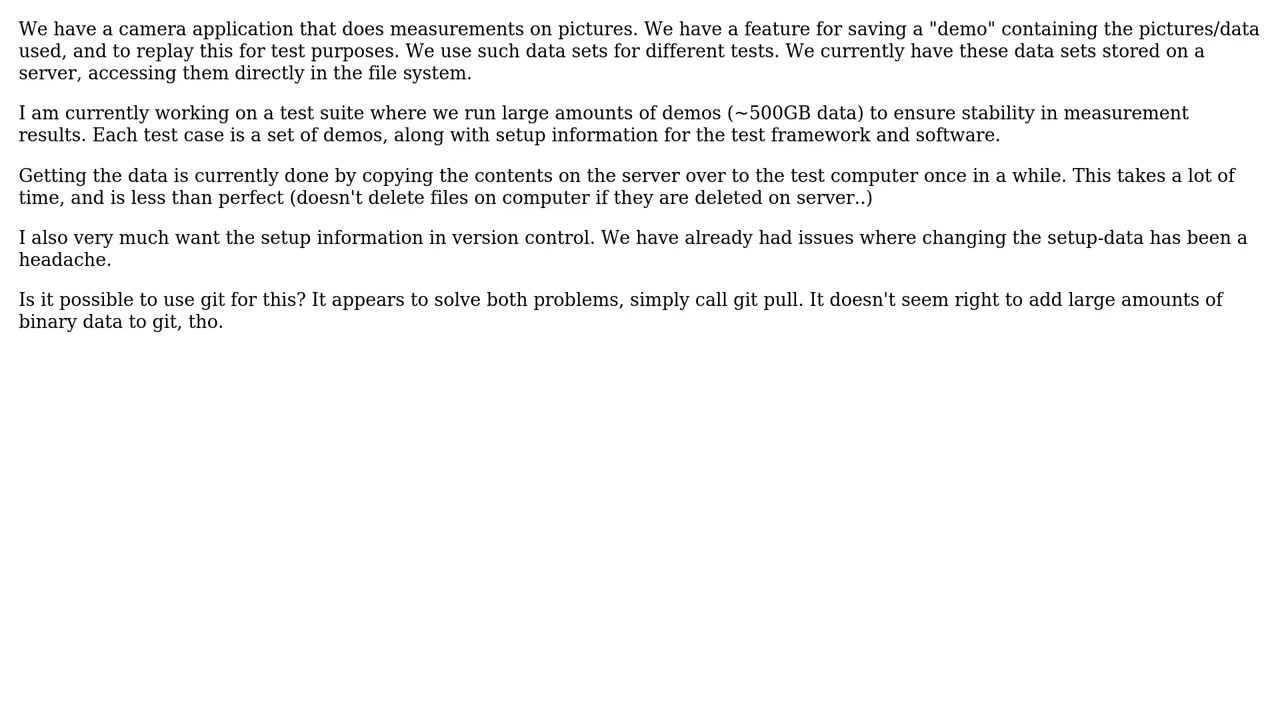 We have a camera application that does measurements on pictures. We have a feature for saving a "demo" containing the pictures/data
used, and to replay this for test purposes. We use such data sets for different tests. We currently have these data sets stored on a
server, accessing them directly in the file system.
I am currently working on a test suite where we run large amounts of demos (~500GB data) to ensure stability in measurement
results. Each test case is a set of demos, along with setup information for the test framework and software.
Getting the data is currently done by copying the contents on the server over to the test computer once in a while. This takes a lot of
time, and is less than perfect (doesn't delete files on computer if they are deleted on server..)
I also very much want the setup information in version control. We have already had issues where changing the setup-data has been a
headache.
Is it possible to use git for this? It appears to solve both problems, simply call git pull. It doesn't seem right to add large amounts of
binary data to git, tho.